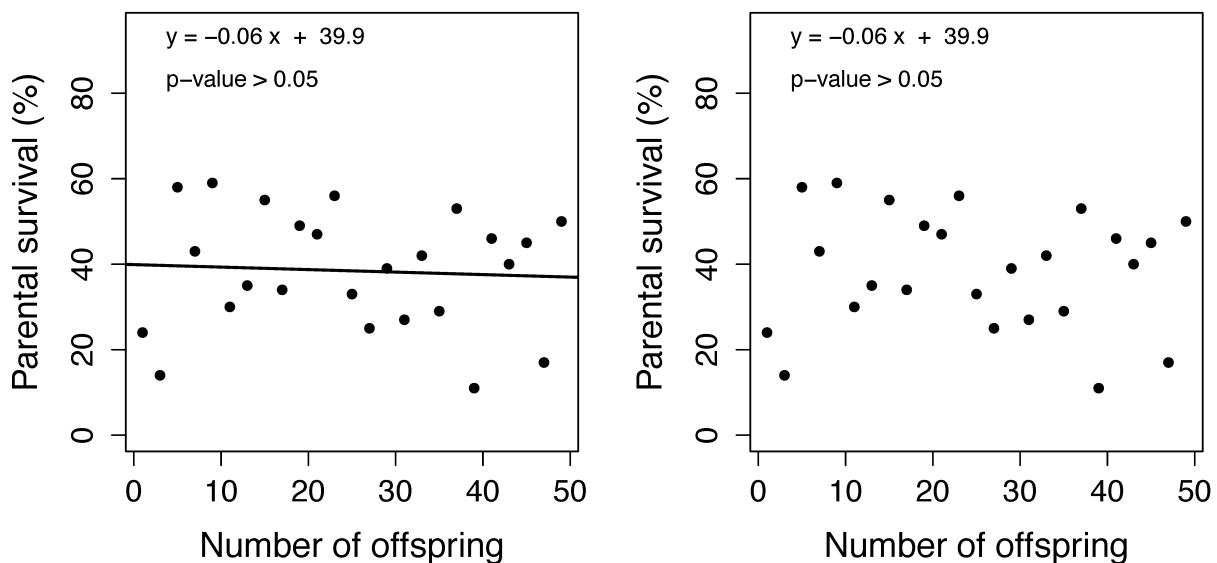 y = −0.06 x + 39.9
p−value > 0.05
Parental survival (%)
80
60
40
20
0
0 10 20 30 40 50
Number of offspring
y = −0.06 x + 39.9
p−value > 0.05
Parental survival (%)
80
60
40
20
0
0 10 20 30 40 50
Number of offspring